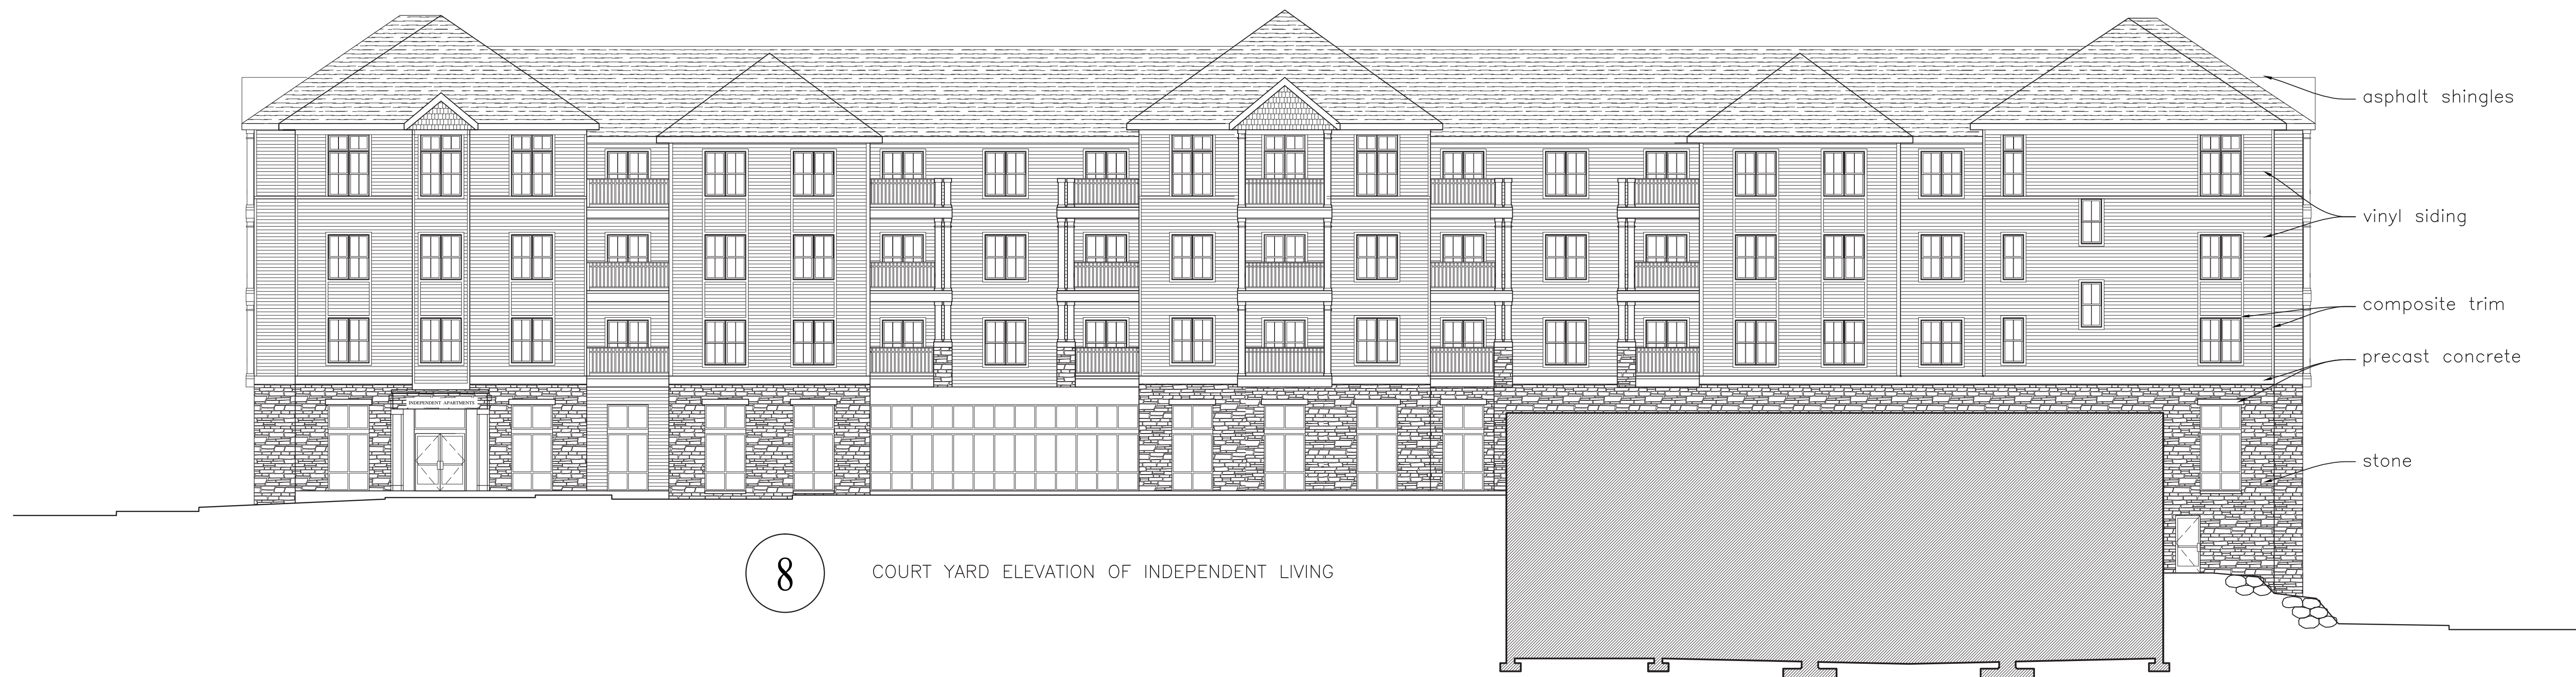 asphalt shingles
vinyl siding
composite trim
precast concrete
INDEPENDENT APARTMENTS
stone
8
COURT YARD ELEVATION OF INDEPENDENT LIVING